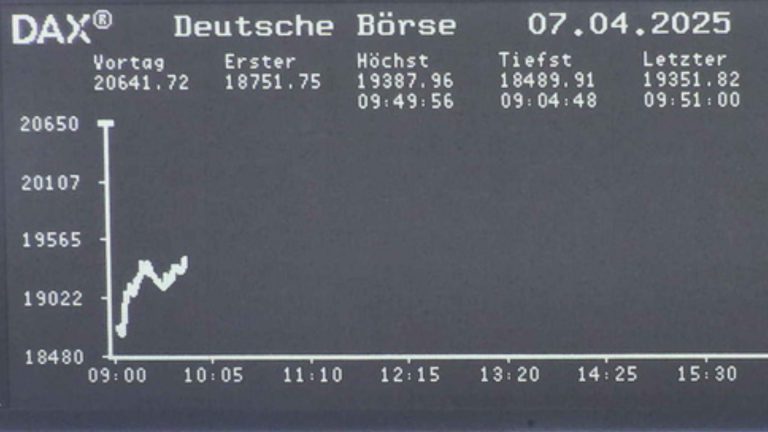 DAX® Deutsche Börse 07.04.2025
Vortag Erster Höchst Tiefst Letzter
20641.72 18751.75 19387.96 18489.91 19351.82
09:49:56 09:04:48 09:51:00
20650
20107
19565
19022
18480
09:00 10:05 11:10 12:15 13:20 14:25 15:30